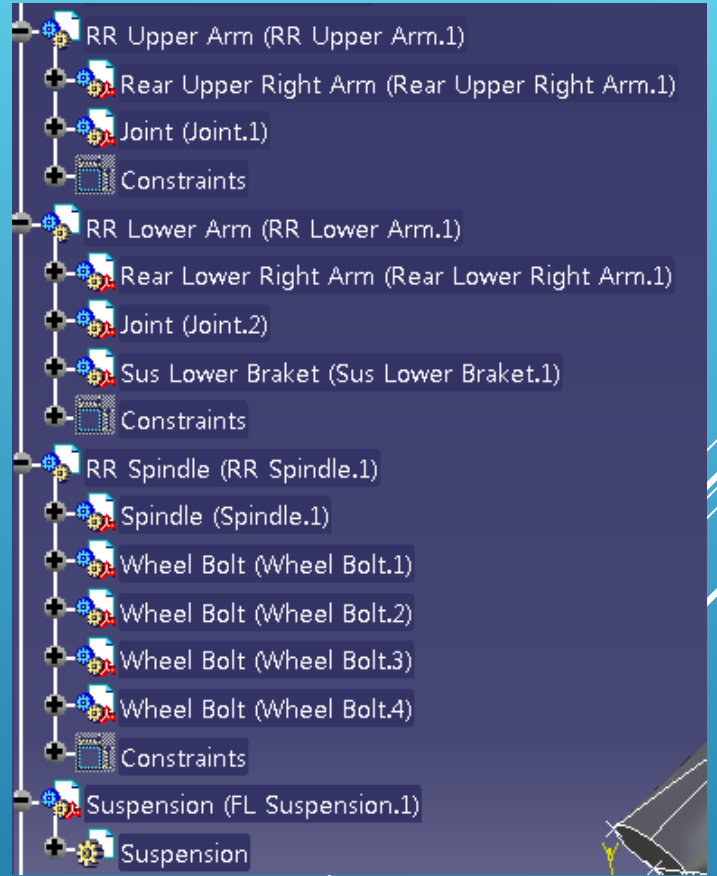 RR Upper Arm (RR Upper Arm.1)
Rear Upper Right Arm (Rear Upper Right Arm.1)
Joint (Joint.1)
Constraints
RR Lower Arm (RR Lower Arm.1)
Rear Lower Right Arm (Rear Lower Right Arm.1)
Joint (Joint.2)
Sus Lower Braket (Sus Lower Braket.1)
Constraints
RR Spindle (RR Spindle.1)
Spindle (Spindle.1)
Wheel Bolt (Wheel Bolt.1)
Wheel Bolt (Wheel Bolt.2)
Wheel Bolt (Wheel Bolt.3)
Wheel Bolt (Wheel Bolt.4)
Constraints
Suspension (FL Suspension.1)
Suspension